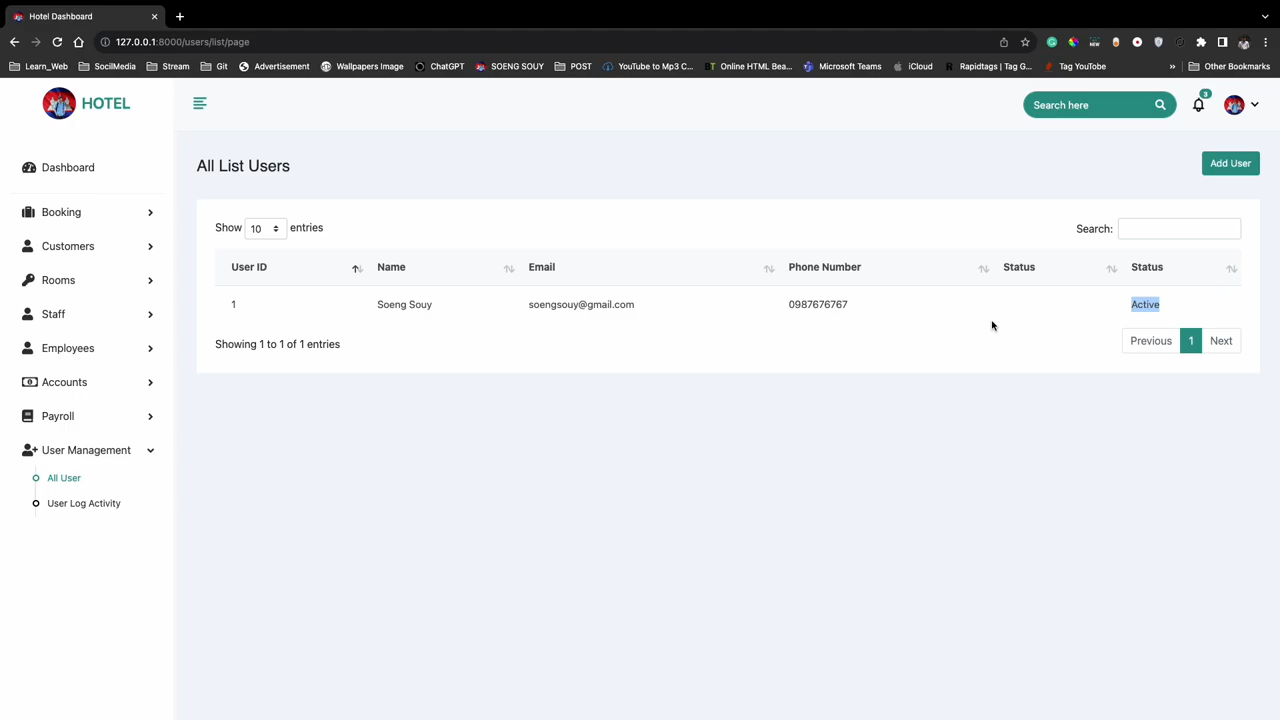 Hotel Dashboard
127.0.0.1:8000/users/list/page
Learn_Web SocilMedia Stream Git Advertisement Wallpapers Image ChatGPT SOENG SOUY POST YouTube to Mp3 C... Online HTML Bea... Microsoft Teams iCloud Rapidtags | Tag G... Tag YouTube » Other Bookmarks
HOTEL
Search here
3
Dashboard
Booking
Customers
Rooms
Staff
Employees
Accounts
Payroll
User Management
All User
User Log Activity
All List Users
Add User
Show 10 entries
Search:
User ID Name Email Phone Number Status Status
1 Soeng Souy soengsouy@gmail.com 0987676767 Active
Showing 1 to 1 of 1 entries
Previous 1 Next